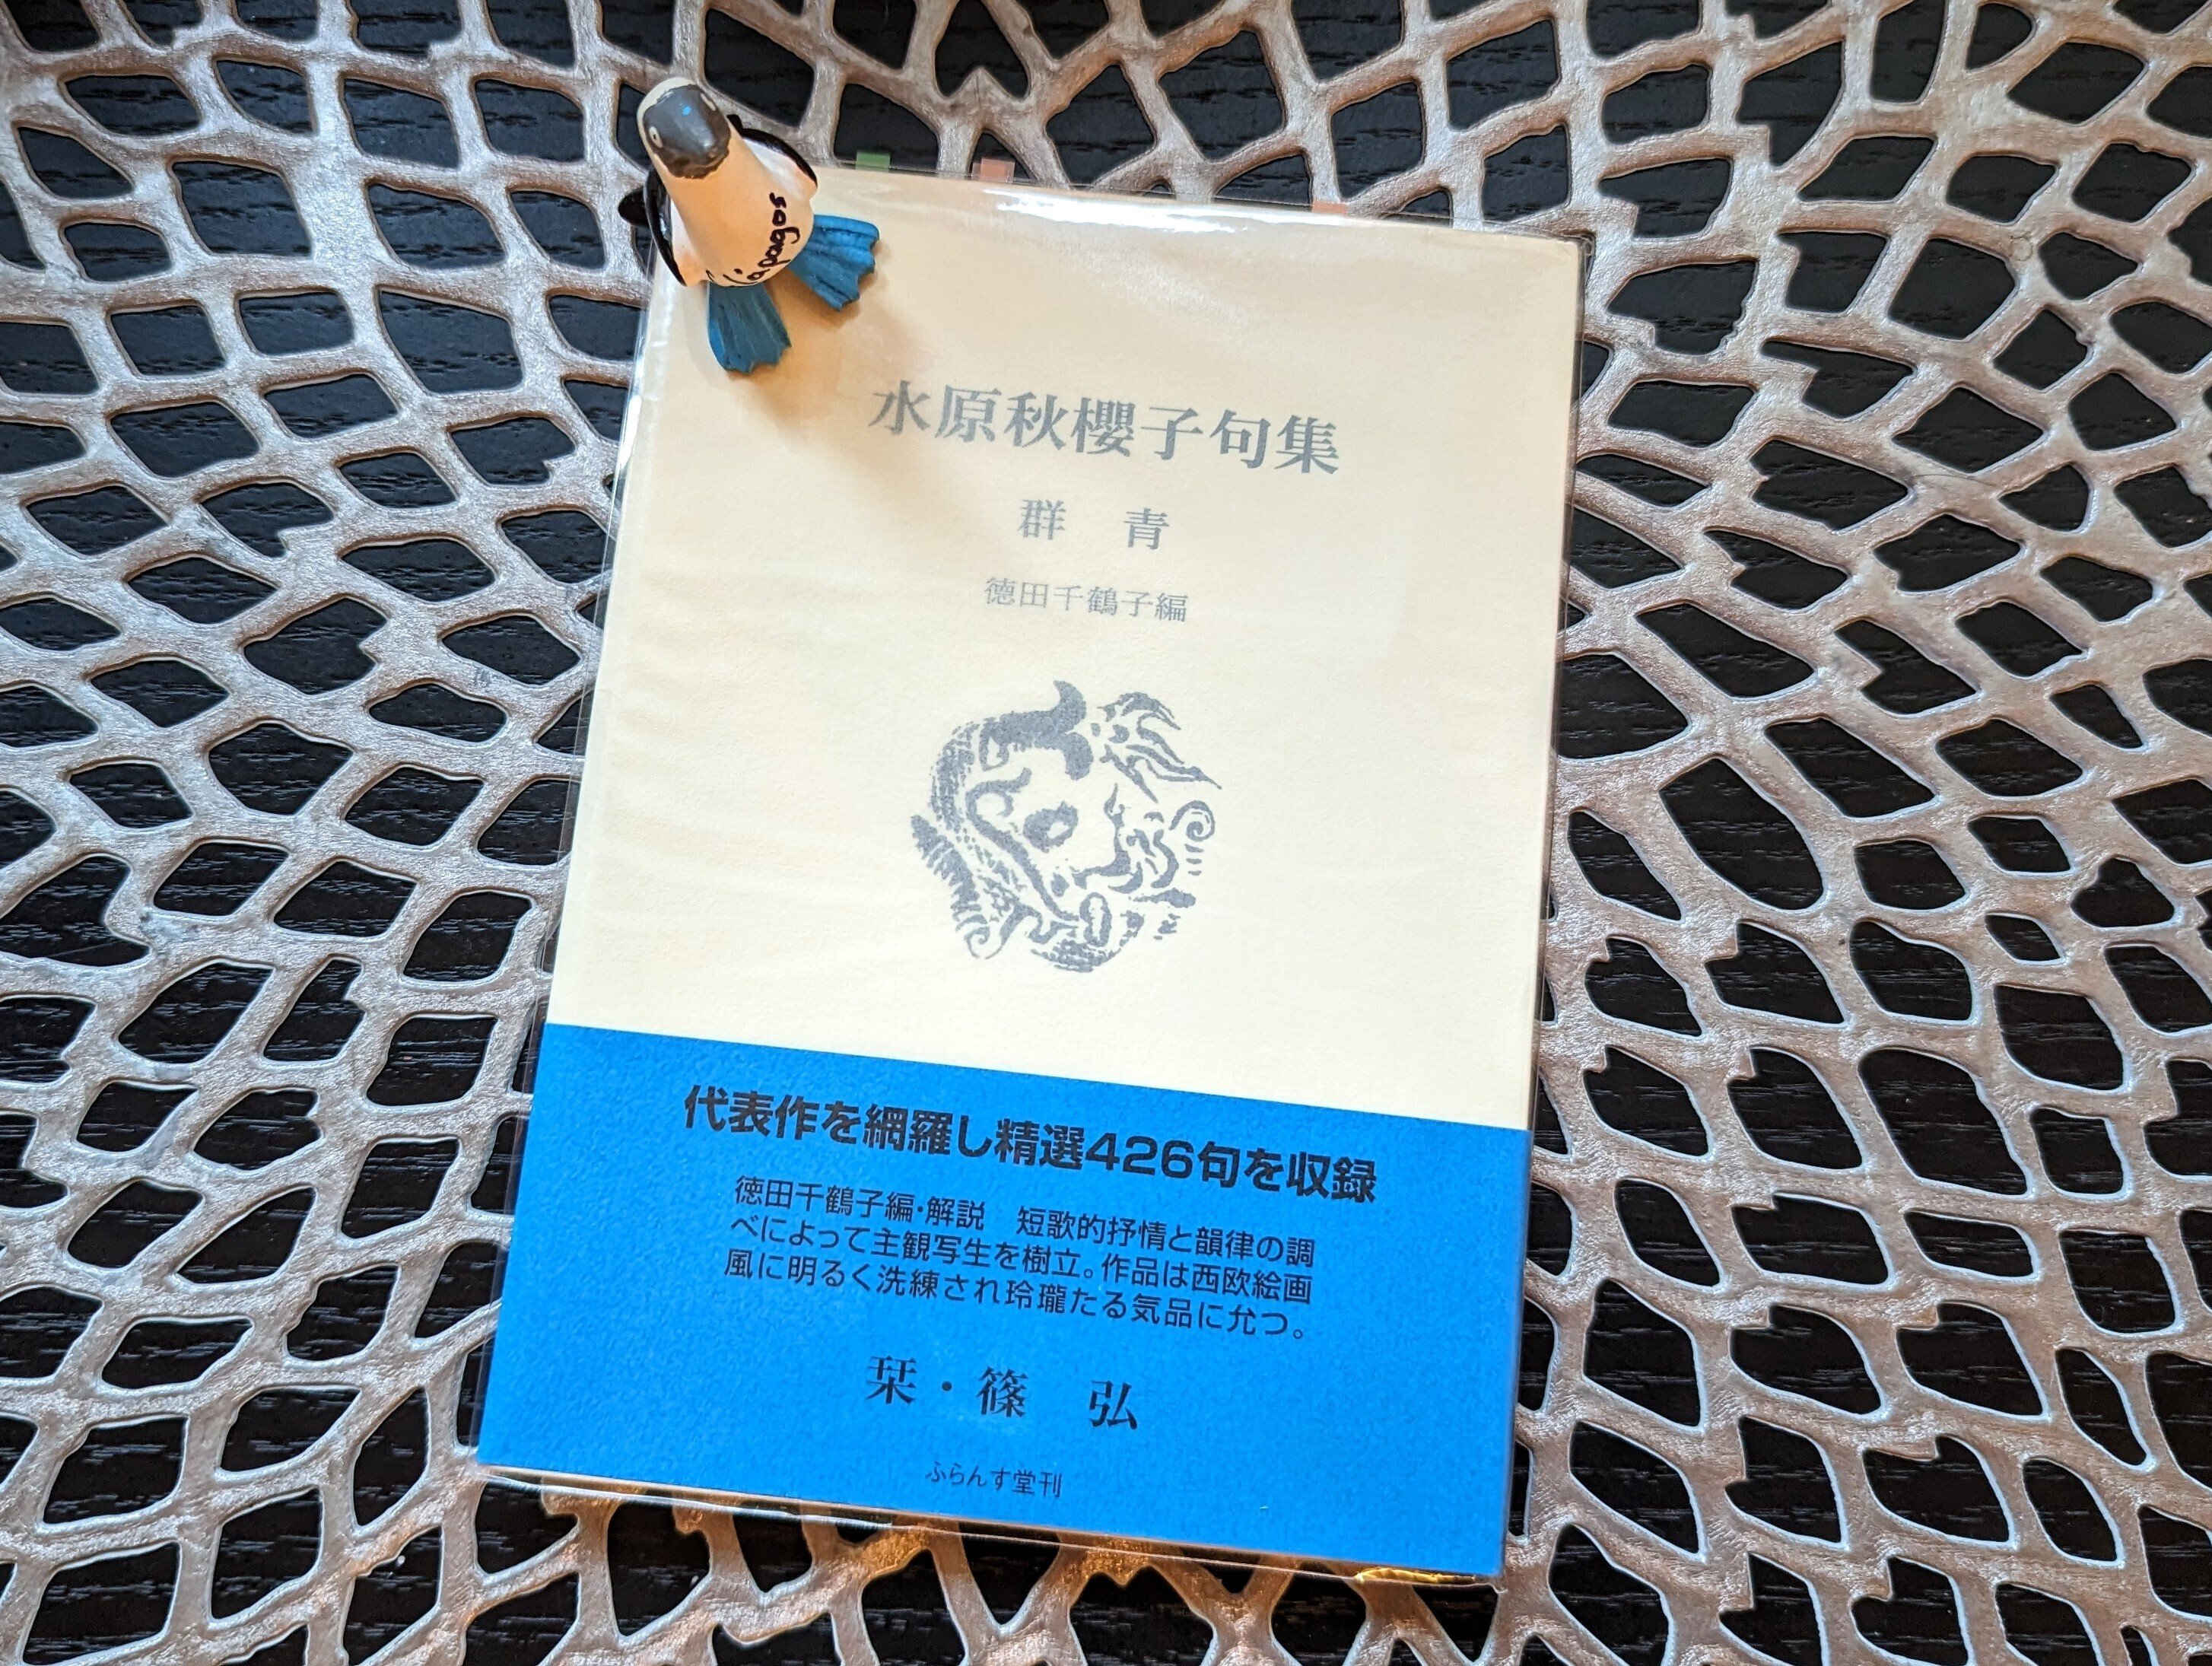 水原秋櫻子句集
群 青
徳田千鶴子編
代表作を網羅し精選426句を収録
徳田千鶴子編・解説 短歌的抒情と韻律の調
べによって主観写生を樹立。作品は西欧絵画
風に明るく洗練され玲瓏たる気品に允つ。
栞・篠 弘
ふらんす堂刊